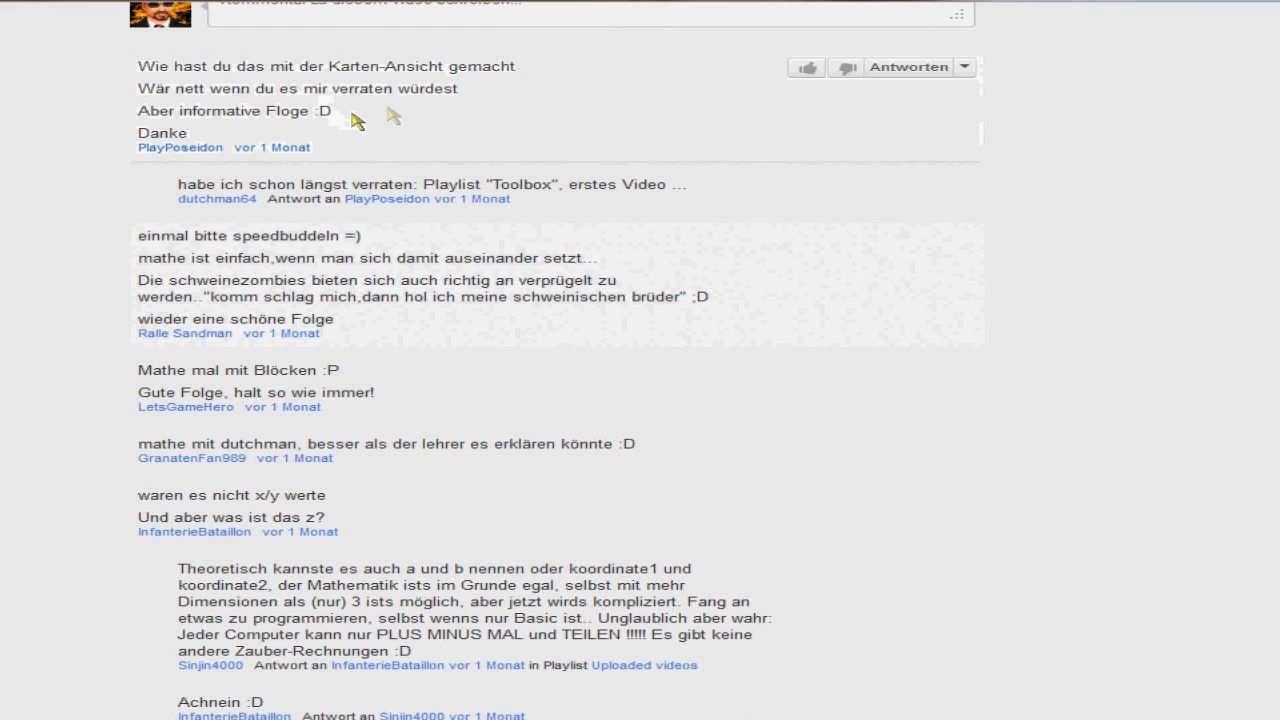 Kommentar zu diesem Video schreiben...
Wie hast du das mit der Karten-Ansicht gemacht
Antworten
Wär nett wenn du es mir verraten würdest
Aber informative Floge :D
Danke
PlayPoseidon vor 1 Monat
habe ich schon längst verraten: Playlist "Toolbox", erstes Video ...
dutchman64 Antwort an PlayPoseidon vor 1 Monat
einmal bitte speedbuddeln =)
mathe ist einfach,wenn man sich damit auseinander setzt...
Die schweinezombies bieten sich auch richtig an verprügelt zu
werden.."komm schlag mich,dann hol ich meine schweinischen brüder" ;D
wieder eine schöne Folge
Ralle Sandman vor 1 Monat
Mathe mal mit Blöcken :P
Gute Folge, halt so wie immer!
LetsGameHero vor 1 Monat
mathe mit dutchman, besser als der lehrer es erklären könnte :D
GranatenFan989 vor 1 Monat
waren es nicht x/y werte
Und aber was ist das z?
InfanterieBataillon vor 1 Monat
Theoretisch kannste es auch a und b nennen oder koordinate1 und
koordinate2, der Mathematik ists im Grunde egal, selbst mit mehr
Dimensionen als (nur) 3 ists möglich, aber jetzt wirds kompliziert. Fang an
etwas zu programmieren, selbst wenns nur Basic ist.. Unglaublich aber wahr:
Jeder Computer kann nur PLUS MINUS MAL und TEILEN !!!!! Es gibt keine
andere Zauber-Rechnungen :D
Sinjin4000 Antwort an InfanterieBataillon vor 1 Monat in Playlist Uploaded videos
Achnein :D
InfanterieBataillon Antwort an Sinjin4000 vor 1 Monat